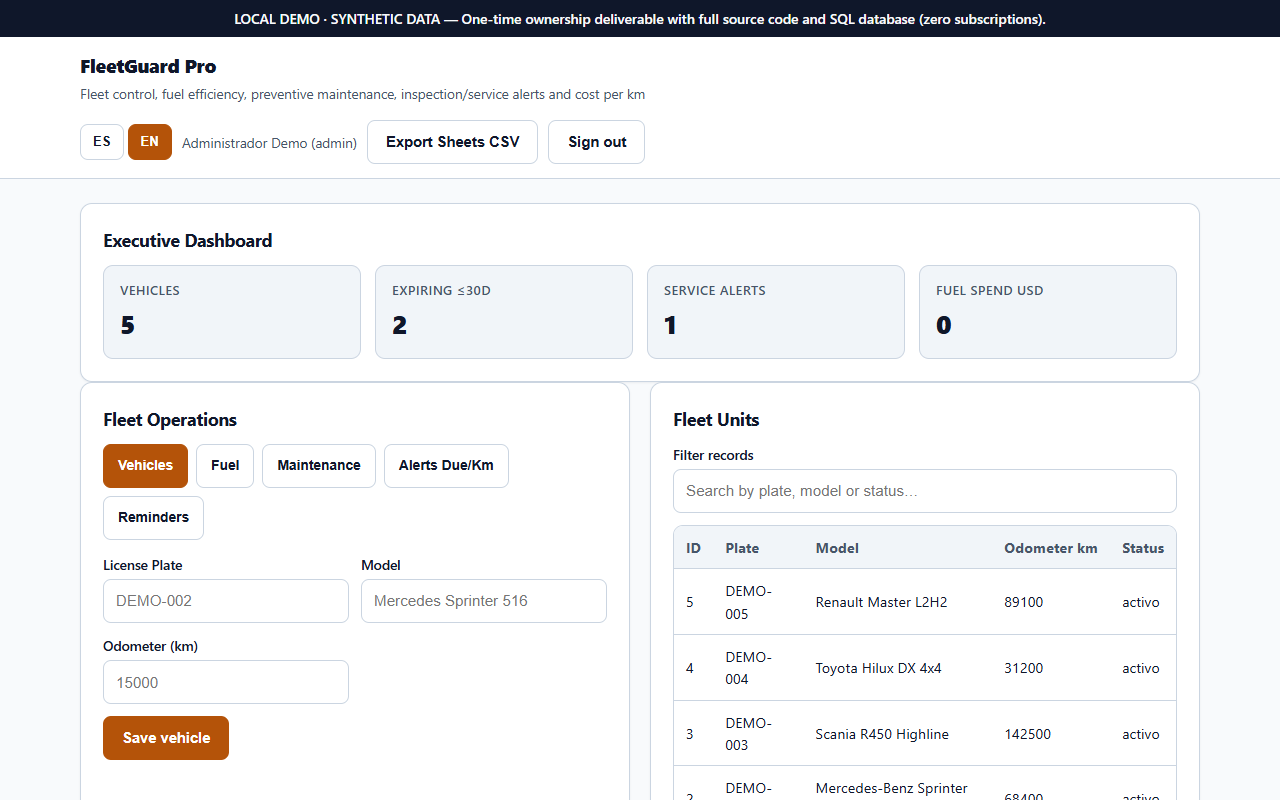 LOCAL DEMO · SYNTHETIC DATA — One-time ownership deliverable with full source code and SQL database (zero subscriptions).
FleetGuard Pro
Fleet control, fuel efficiency, preventive maintenance, inspection/service alerts and cost per km
ES EN Administrador Demo (admin) Export Sheets CSV Sign out
Executive Dashboard
VEHICLES EXPIRING ≤30D SERVICE ALERTS FUEL SPEND USD
5 2 1 0
Fleet Operations
Vehicles Fuel Maintenance Alerts Due/Km
Reminders
License Plate Model
DEMO-002 Mercedes Sprinter 516
Odometer (km)
15000
Save vehicle
Fleet Units
Filter records
Search by plate, model or status…
ID Plate Model Odometer km Status
5 DEMO-005 Renault Master L2H2 89100 activo
4 DEMO-004 Toyota Hilux DX 4x4 31200 activo
3 DEMO-003 Scania R450 Highline 142500 activo
2 DEMO- Mercedes-Benz Sprinter 68400 activo